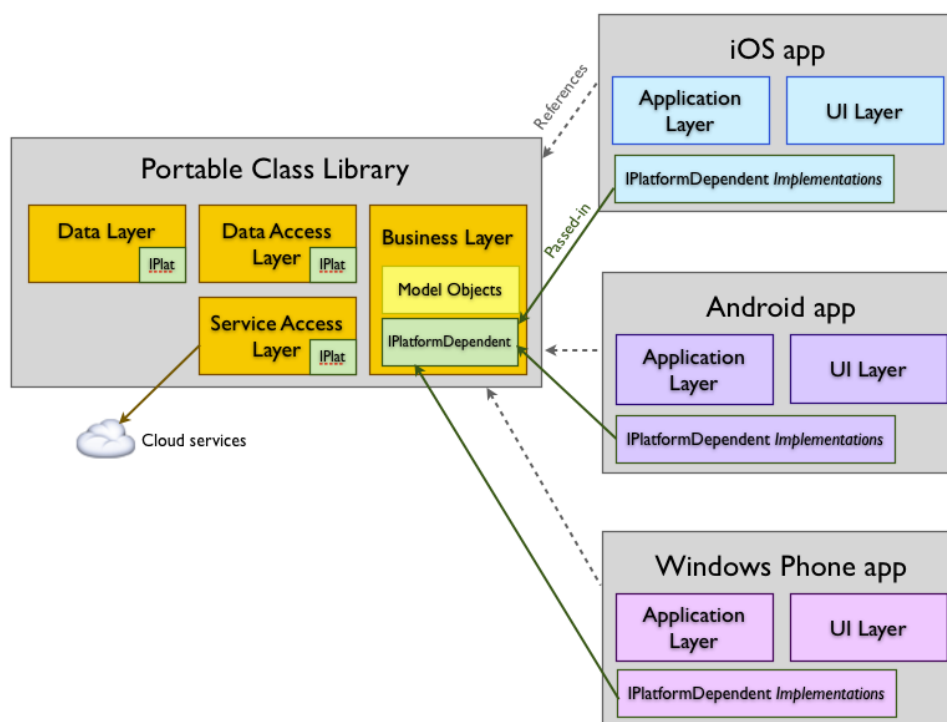 iOS app
Application
Layer
UI Layer
IPlatformDependent Implementations
References
Passed-in
Portable Class Library
Data Layer
IPlat
Data Access
Layer
IPlat
Business Layer
Model Objects
IPlatformDependent
Service Access
Layer
IPlat
Cloud services
Android app
Application
Layer
UI Layer
IPlatformDependent Implementations
Windows Phone app
Application
Layer
UI Layer
IPlatformDependent Implementations